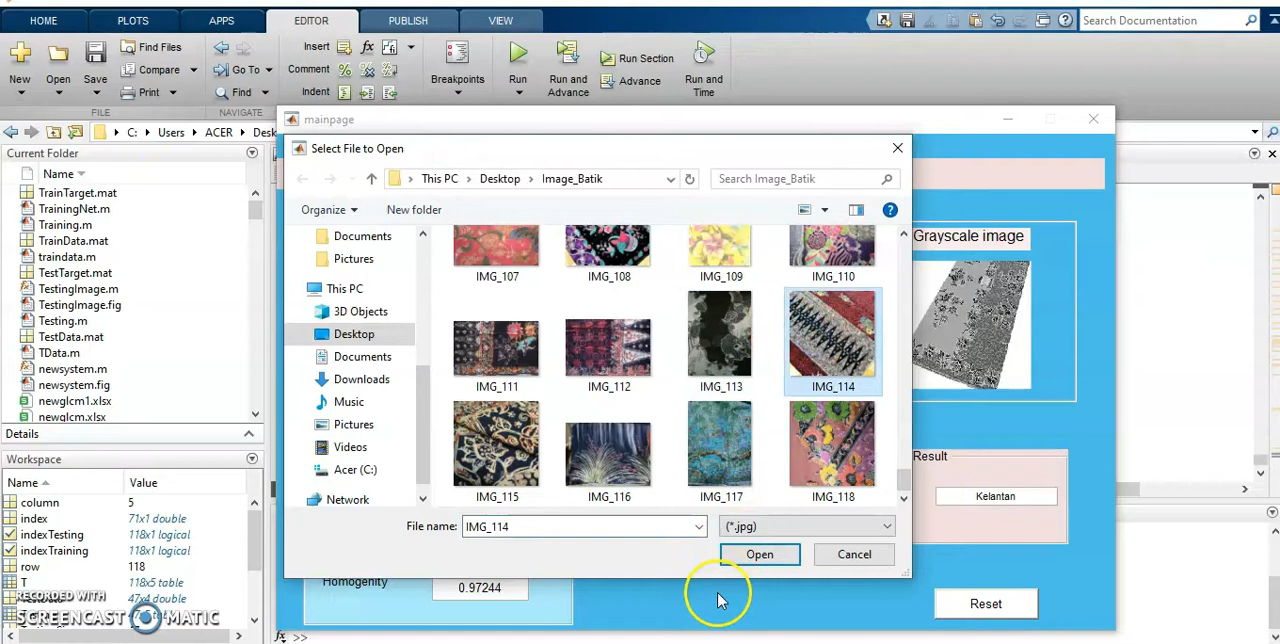 HOME PLOTS APPS EDITOR PUBLISH VIEW Search Documentation
New Open Save Find Files Compare Print Go To Find Insert Comment Indent fx Breakpoints Run Run and Advance Run Section Advance Run and Time
FILE NAVIGATE
C: Users ACER Desk
mainpage
Current Folder
Name
TrainTarget.mat
TrainingNet.m
Training.m
TrainData.mat
traindata.m
TestTarget.mat
TestingImage.m
TestingImage.fig
Testing.m
TestData.mat
TData.m
newsystem.m
newsystem.fig
newglcm1.xlsx
newglcm.xlsx
Details
Workspace
Name Value
column 5
index 71x1 double
indexTesting 118x1 logical
indexTraining 118x1 logical
row 118
T 118x5 table
47x4 double
71x4 double
RECORDED WITH
SCREENCAST MATIC
Select File to Open
This PC Desktop Image_Batik Search Image_Batik
Organize New folder
Documents
Pictures
This PC
3D Objects
Desktop
Documents
Downloads
Music
Pictures
Videos
Acer (C:)
Network
IMG_107 IMG_108 IMG_109 IMG_110
IMG_111 IMG_112 IMG_113 IMG_114
IMG_115 IMG_116 IMG_117 IMG_118
File name: IMG_114 (*.jpg)
Open Cancel
Grayscale image
Result
Kelantan
Homogenity 0.97244
Reset
fx >>